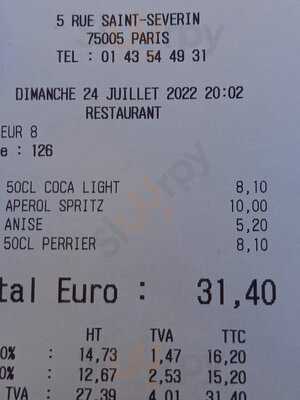 5 RUE SAINT-SEVERIN
75005 PARIS
TEL : 01 43 54 49 31
DIMANCHE 24 JUILLET 2022 20:02
RESTAURANT
EUR 8
e : 126
50CL COCA LIGHT 8,10
APEROL SPRITZ 10,00
ANISE 5,20
50CL PERRIER 8,10
tal Euro : 31,40
HT TVA TTC
0% : 14,73 1,47 16,20
0% : 12,67 2,53 15,20
TVA : 27,39 4,01 31,40